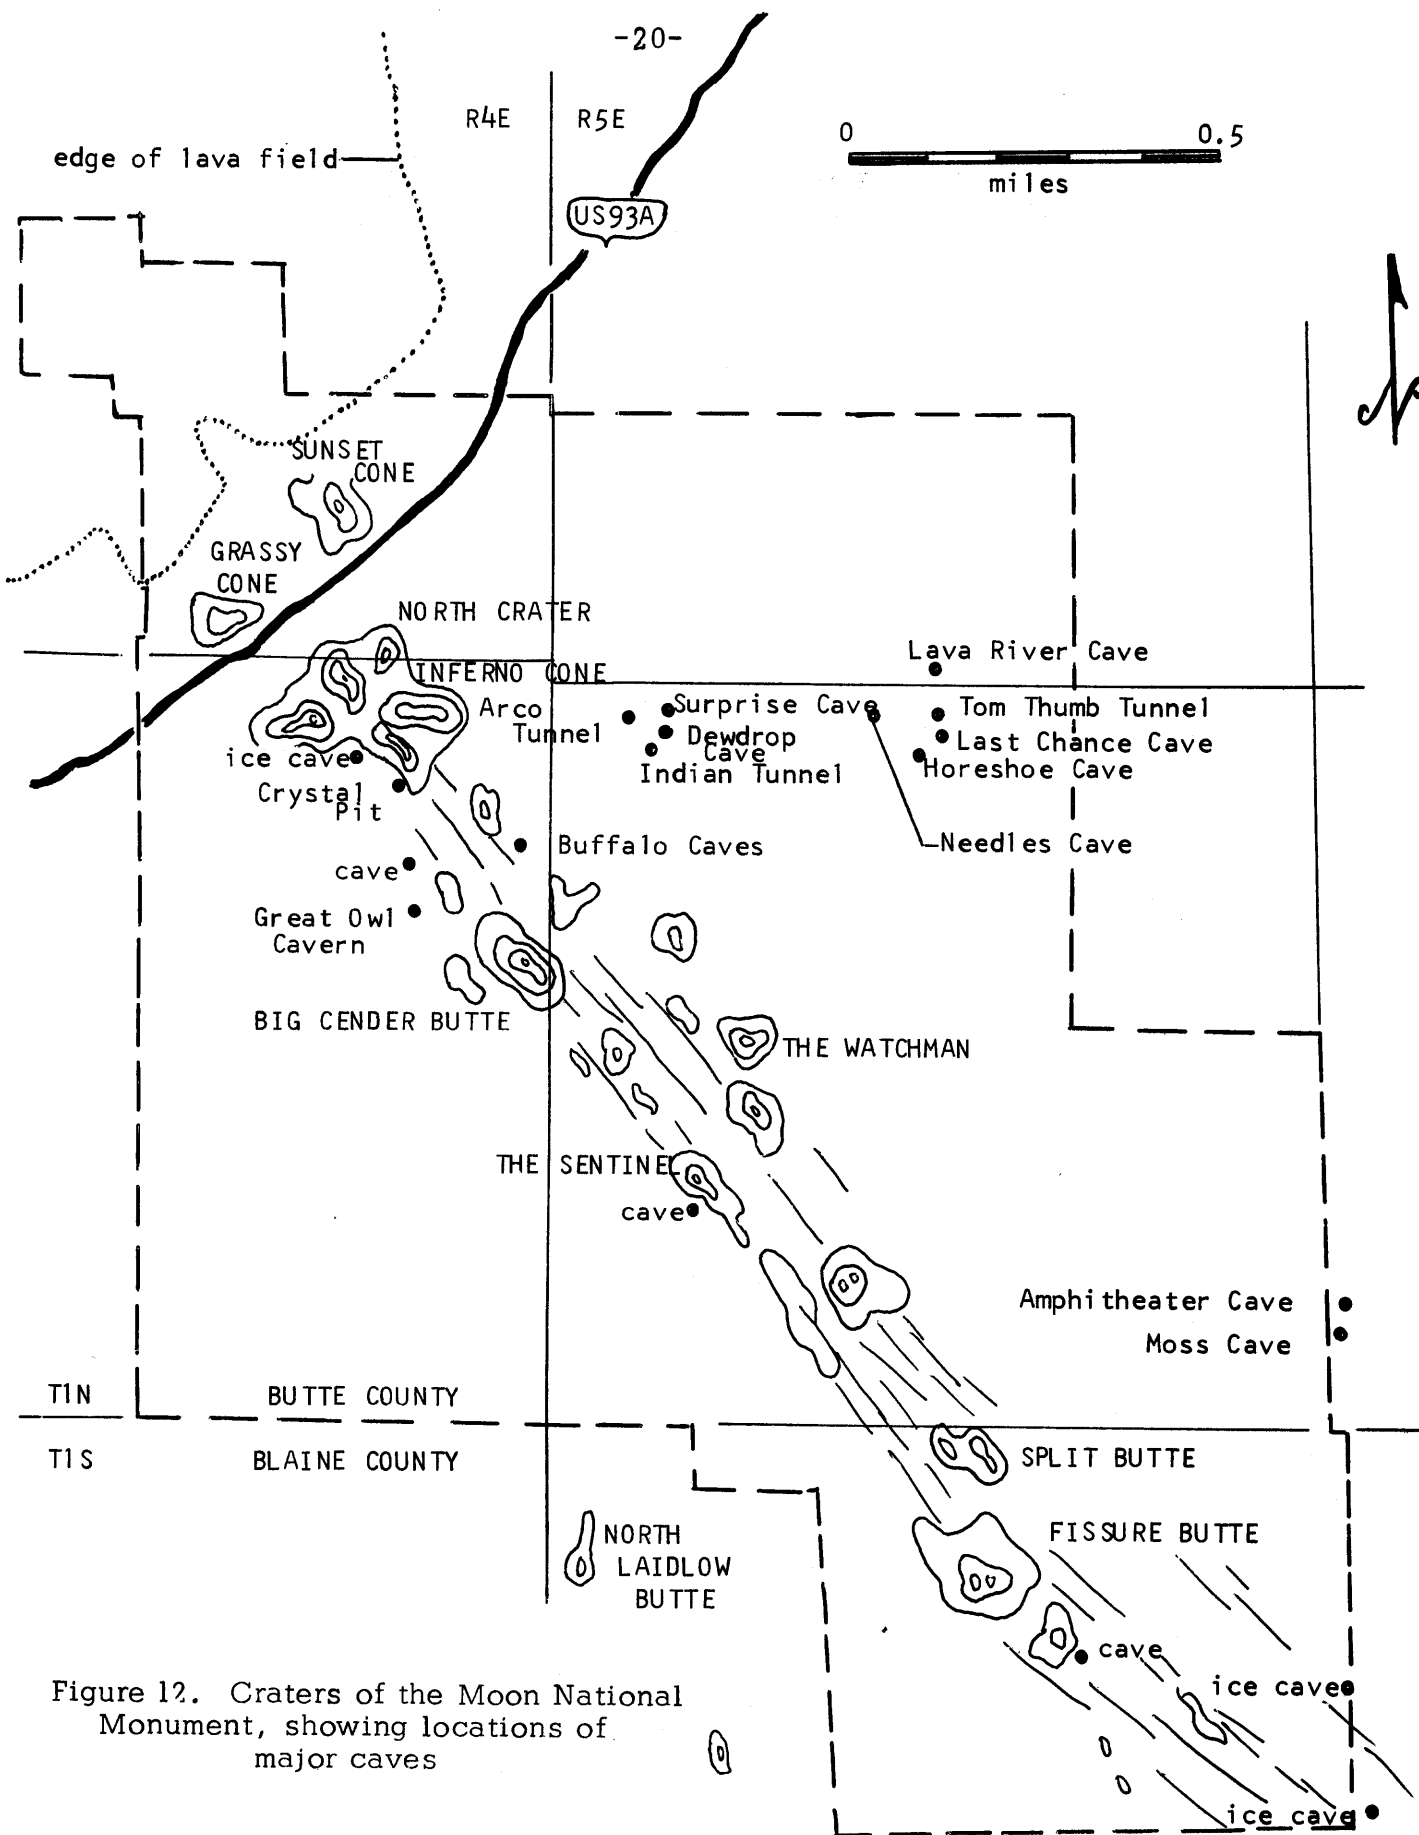 -20-
R4E
R5E
0
0.5
miles
edge of lava field
US93A
SUNSET
CONE
GRASSY
CONE
NORTH CRATER
INFERNO CONE
Lava River Cave
Arco
Tunnel
Surprise Cave
Tom Thumb Tunnel
Dewdrop
Cave
Last Chance Cave
Indian Tunnel
Horeshoe Cave
ice cave
Crystal
Pit
Buffalo Caves
Needles Cave
cave
Great Owl
Cavern
BIG CENDER BUTTE
THE WATCHMAN
THE SENTINEL
cave
Amphitheater Cave
Moss Cave
T1N
BUTTE COUNTY
T1S
BLAINE COUNTY
SPLIT BUTTE
NORTH
LAIDLOW
BUTTE
FISSURE BUTTE
cave
ice cave
ice cave
Figure 12. Craters of the Moon National
Monument, showing locations of
major caves